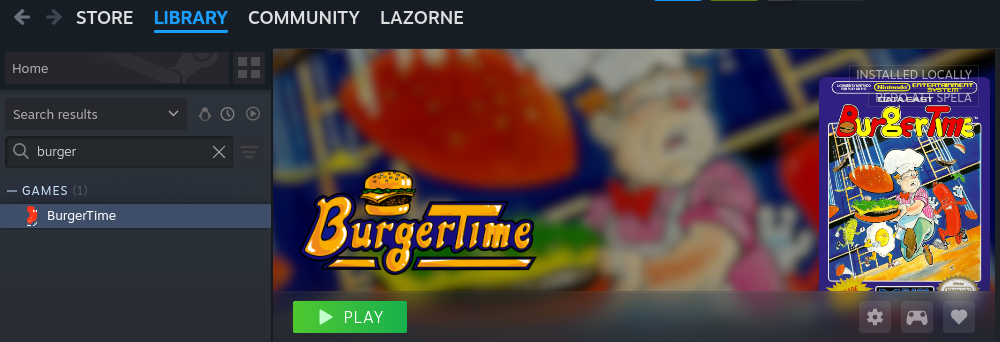 STORE LIBRARY COMMUNITY LAZORNE
Home
INSTALLED LOCALLY
Search results
SPELA
burger
GAMES (1)
BurgerTime
BurgerTime
PLAY
Nintendo ENTERTAINMENT SYSTEM
DATA EAST
BurgerTime